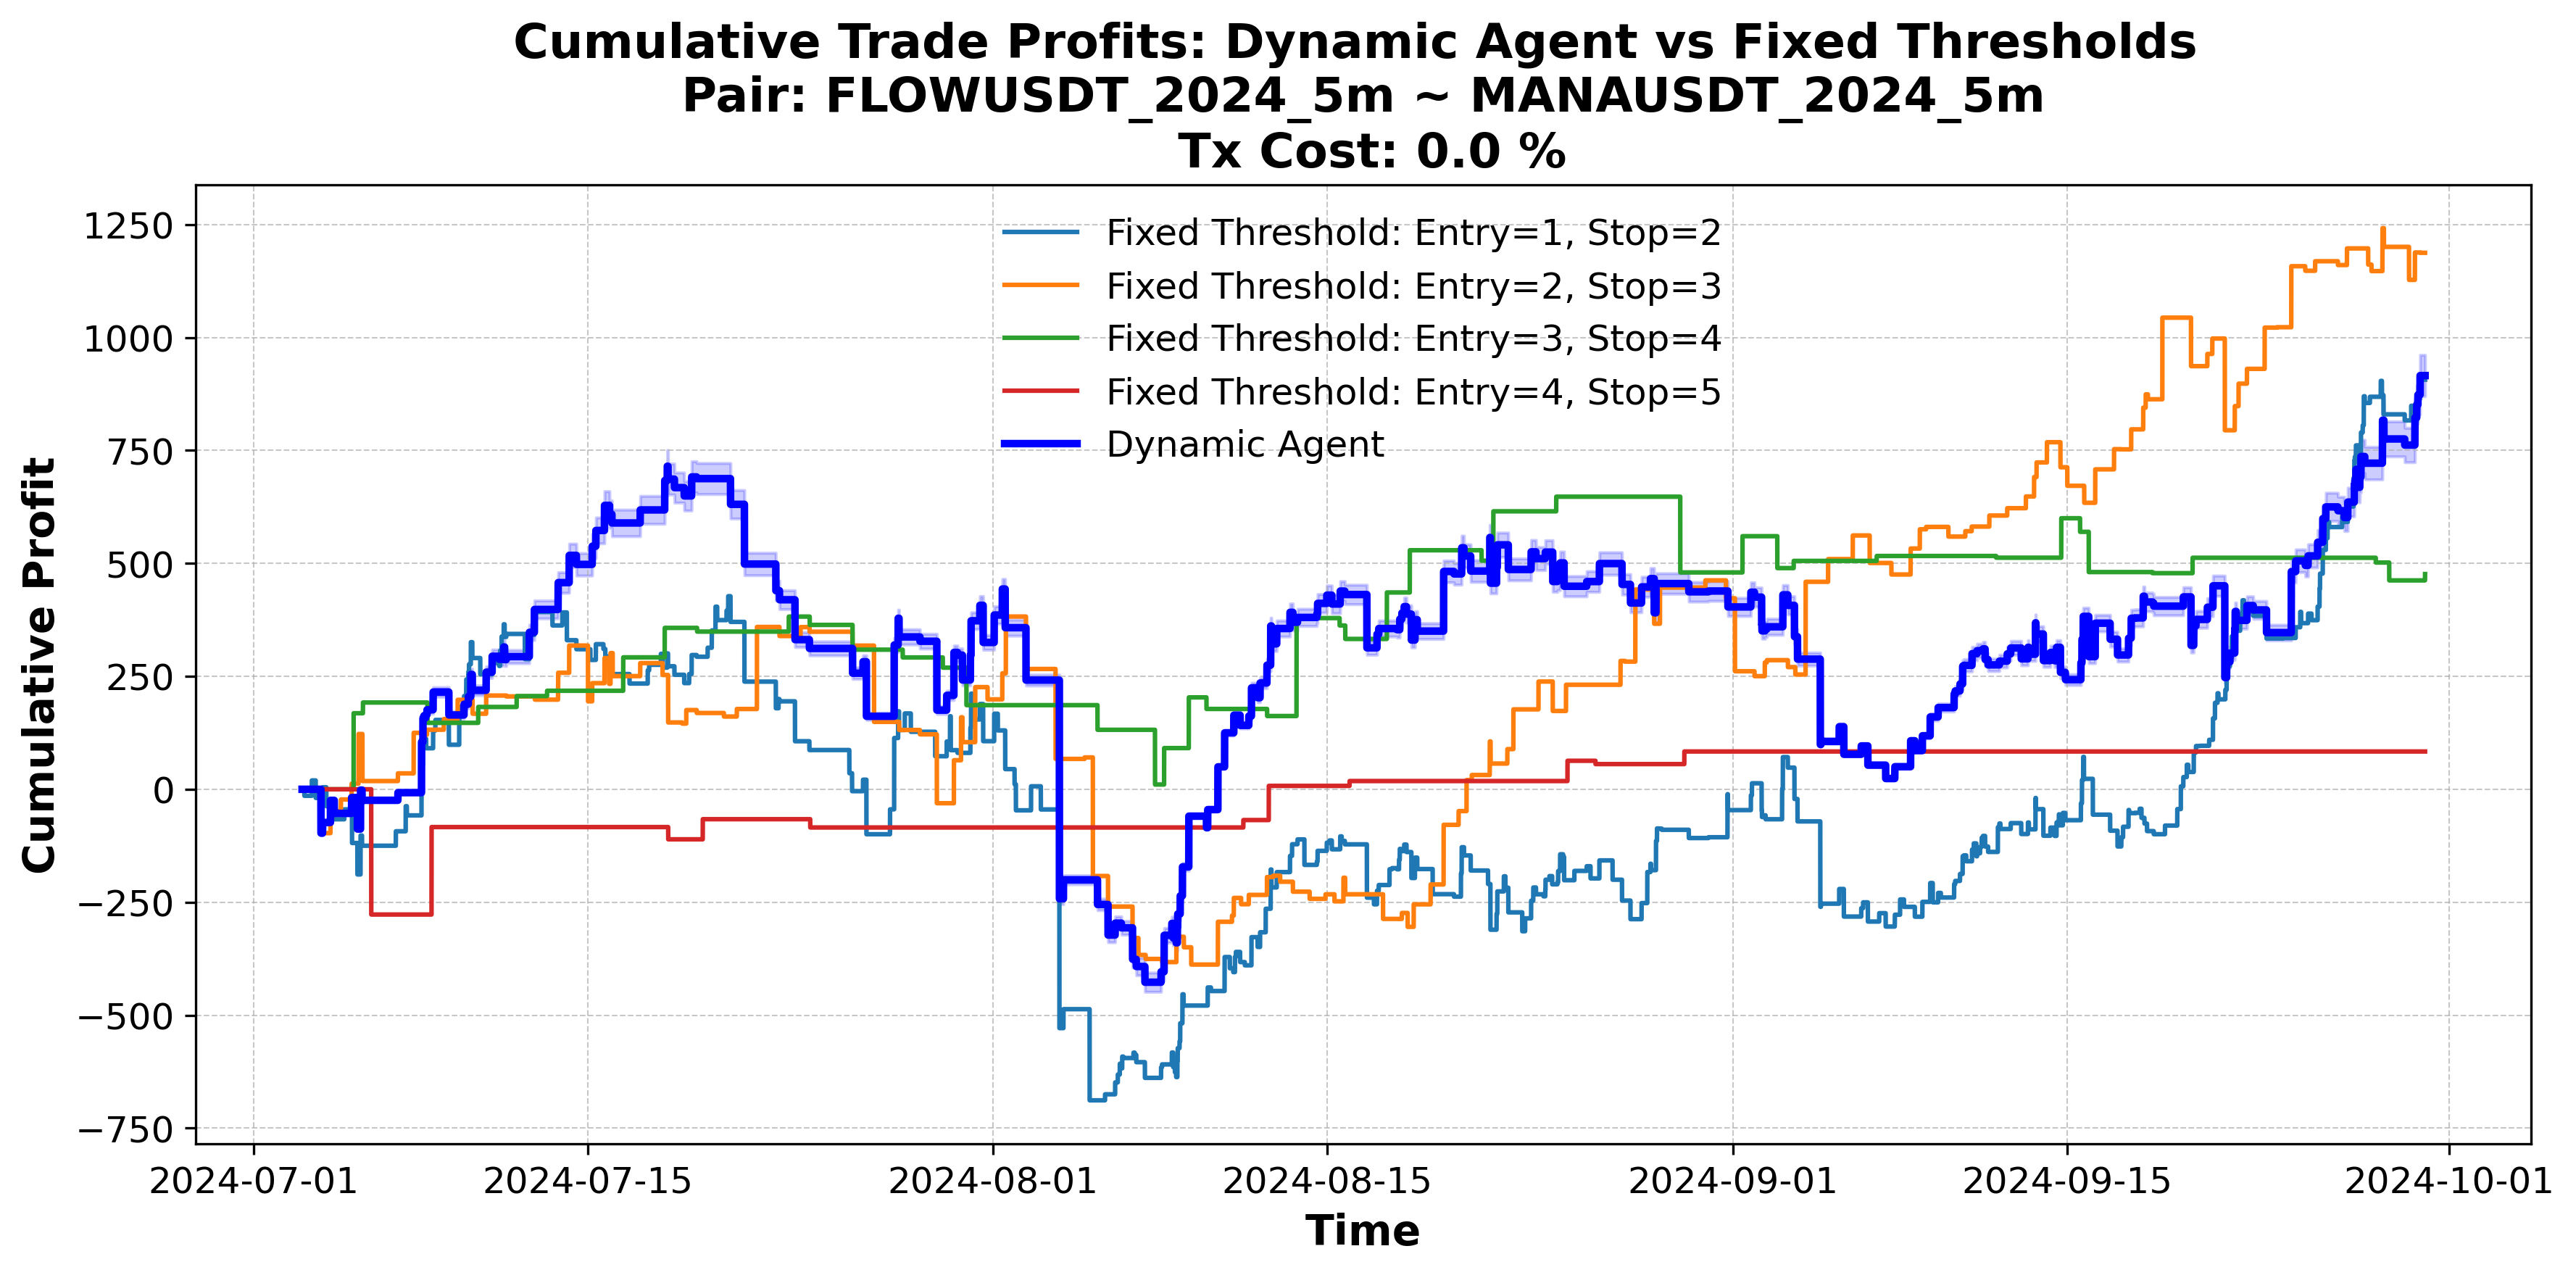 Cumulative Trade Profits: Dynamic Agent vs Fixed Thresholds
Pair: FLOWUSDT_2024_5m ~ MANAUSDT_2024_5m
Tx Cost: 0.0 %
Cumulative Profit
1250
1000
750
500
250
0
−250
−500
−750
Fixed Threshold: Entry=1, Stop=2
Fixed Threshold: Entry=2, Stop=3
Fixed Threshold: Entry=3, Stop=4
Fixed Threshold: Entry=4, Stop=5
Dynamic Agent
2024-07-01
2024-07-15
2024-08-01
2024-08-15
2024-09-01
2024-09-15
2024-10-01
Time